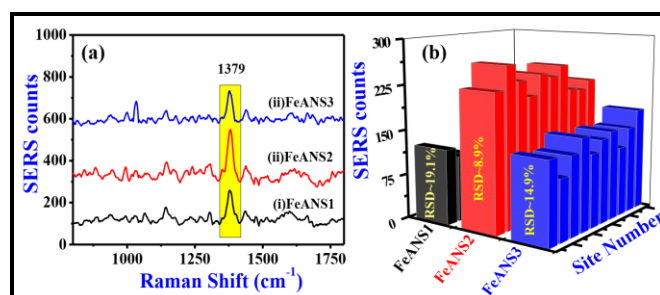 (a)
1379
(ii)FeANS3
(ii)FeANS2
(i)FeANS1
SERS counts
1000
800
600
400
200
0
1000 1250 1500 1750
Raman Shift (cm⁻¹)
(b)
SERS counts
300
225
150
75
0
RSD~19.1%
RSD~8.9%
RSD~14.9%
FeANS1
FeANS2
FeANS3
Site Number